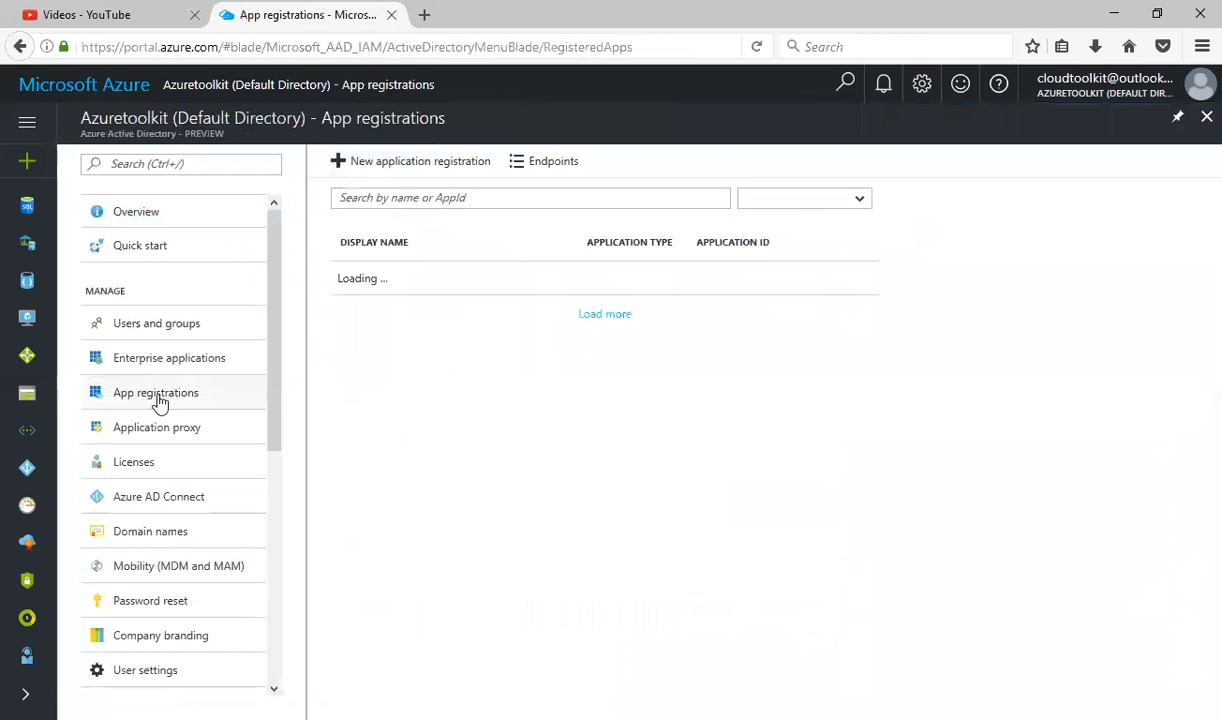 Videos - YouTube
App registrations - Micros...
https://portal.azure.com/#blade/Microsoft_AAD_IAM/ActiveDirectoryMenuBlade/RegisteredApps
Search
Microsoft Azure
Azuretoolkit (Default Directory) - App registrations
cloudtoolkit@outlook...
AZURETOOLKIT (DEFAULT DIR...
Azuretoolkit (Default Directory) - App registrations
Azure Active Directory - PREVIEW
Search (Ctrl+/)
Overview
Quick start
MANAGE
Users and groups
Enterprise applications
App registrations
Application proxy
Licenses
Azure AD Connect
Domain names
Mobility (MDM and MAM)
Password reset
Company branding
User settings
New application registration
Endpoints
Search by name or AppId
DISPLAY NAME
APPLICATION TYPE
APPLICATION ID
Loading ...
Load more
SQL